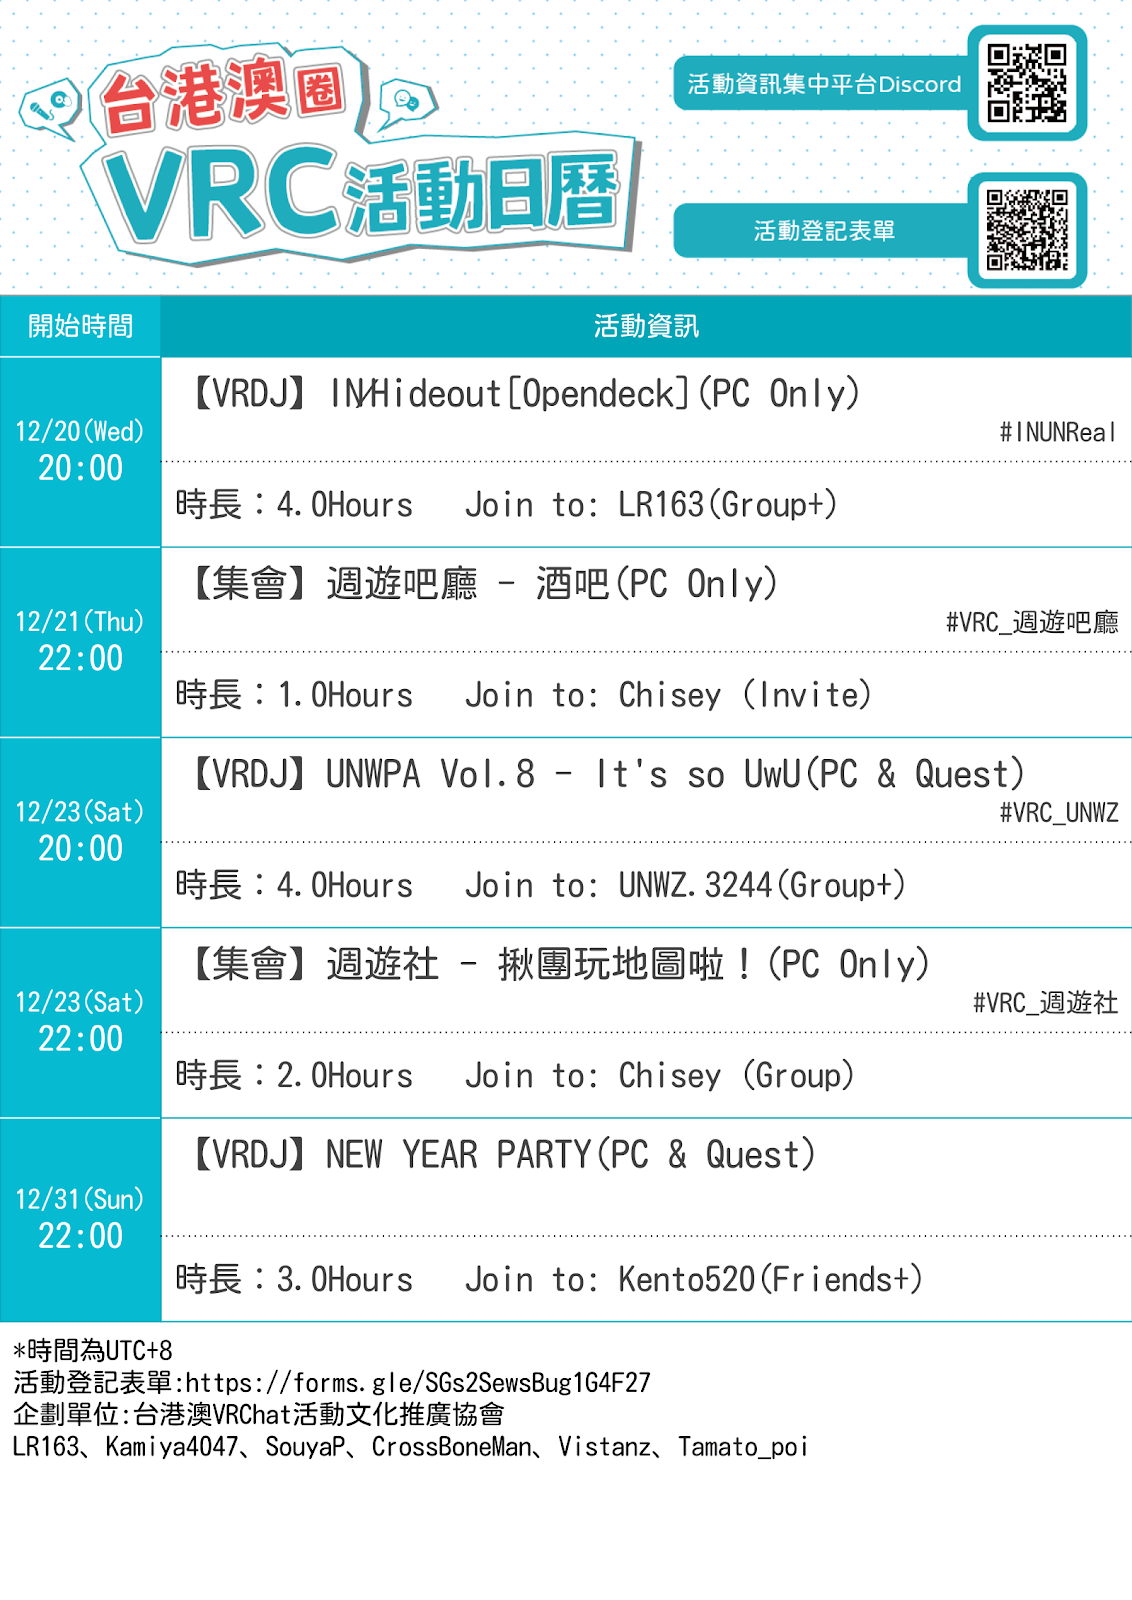 台港澳圈
VRC活動日曆
活動資訊集中平台Discord
活動登記表單
開始時間
活動資訊
12/20(Wed)
20:00
【VRDJ】IN/Hideout[Opendeck](PC Only)
#INUNReal
時長：4.0Hours Join to: LR163(Group+)
12/21(Thu)
22:00
【集會】週遊吧廳 - 酒吧(PC Only)
#VRC_週遊吧廳
時長：1.0Hours Join to: Chisey (Invite)
12/23(Sat)
20:00
【VRDJ】UNWPA Vol.8 - It's so UwU(PC & Quest)
#VRC_UNWZ
時長：4.0Hours Join to: UNWZ.3244(Group+)
12/23(Sat)
22:00
【集會】週遊社 - 揪團玩地圖啦！(PC Only)
#VRC_週遊社
時長：2.0Hours Join to: Chisey (Group)
12/31(Sun)
22:00
【VRDJ】NEW YEAR PARTY(PC & Quest)
時長：3.0Hours Join to: Kento520(Friends+)
*時間為UTC+8
活動登記表單:https://forms.gle/SGs2SewsBug1G4F27
企劃單位:台港澳VRChat活動文化推廣協會
LR163、Kamiya4047、SouyaP、CrossBoneMan、Vistanz、Tamato_poi